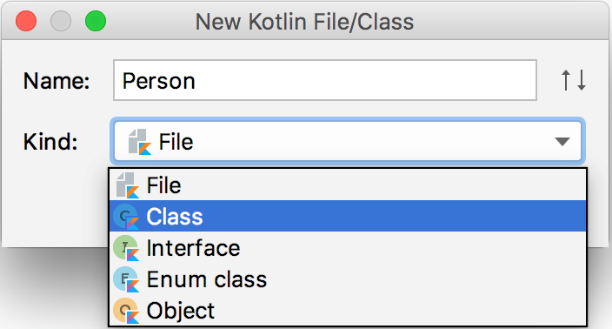 New Kotlin File/Class
Name: Person
Kind: File
File
Class
Interface
Enum class
Object